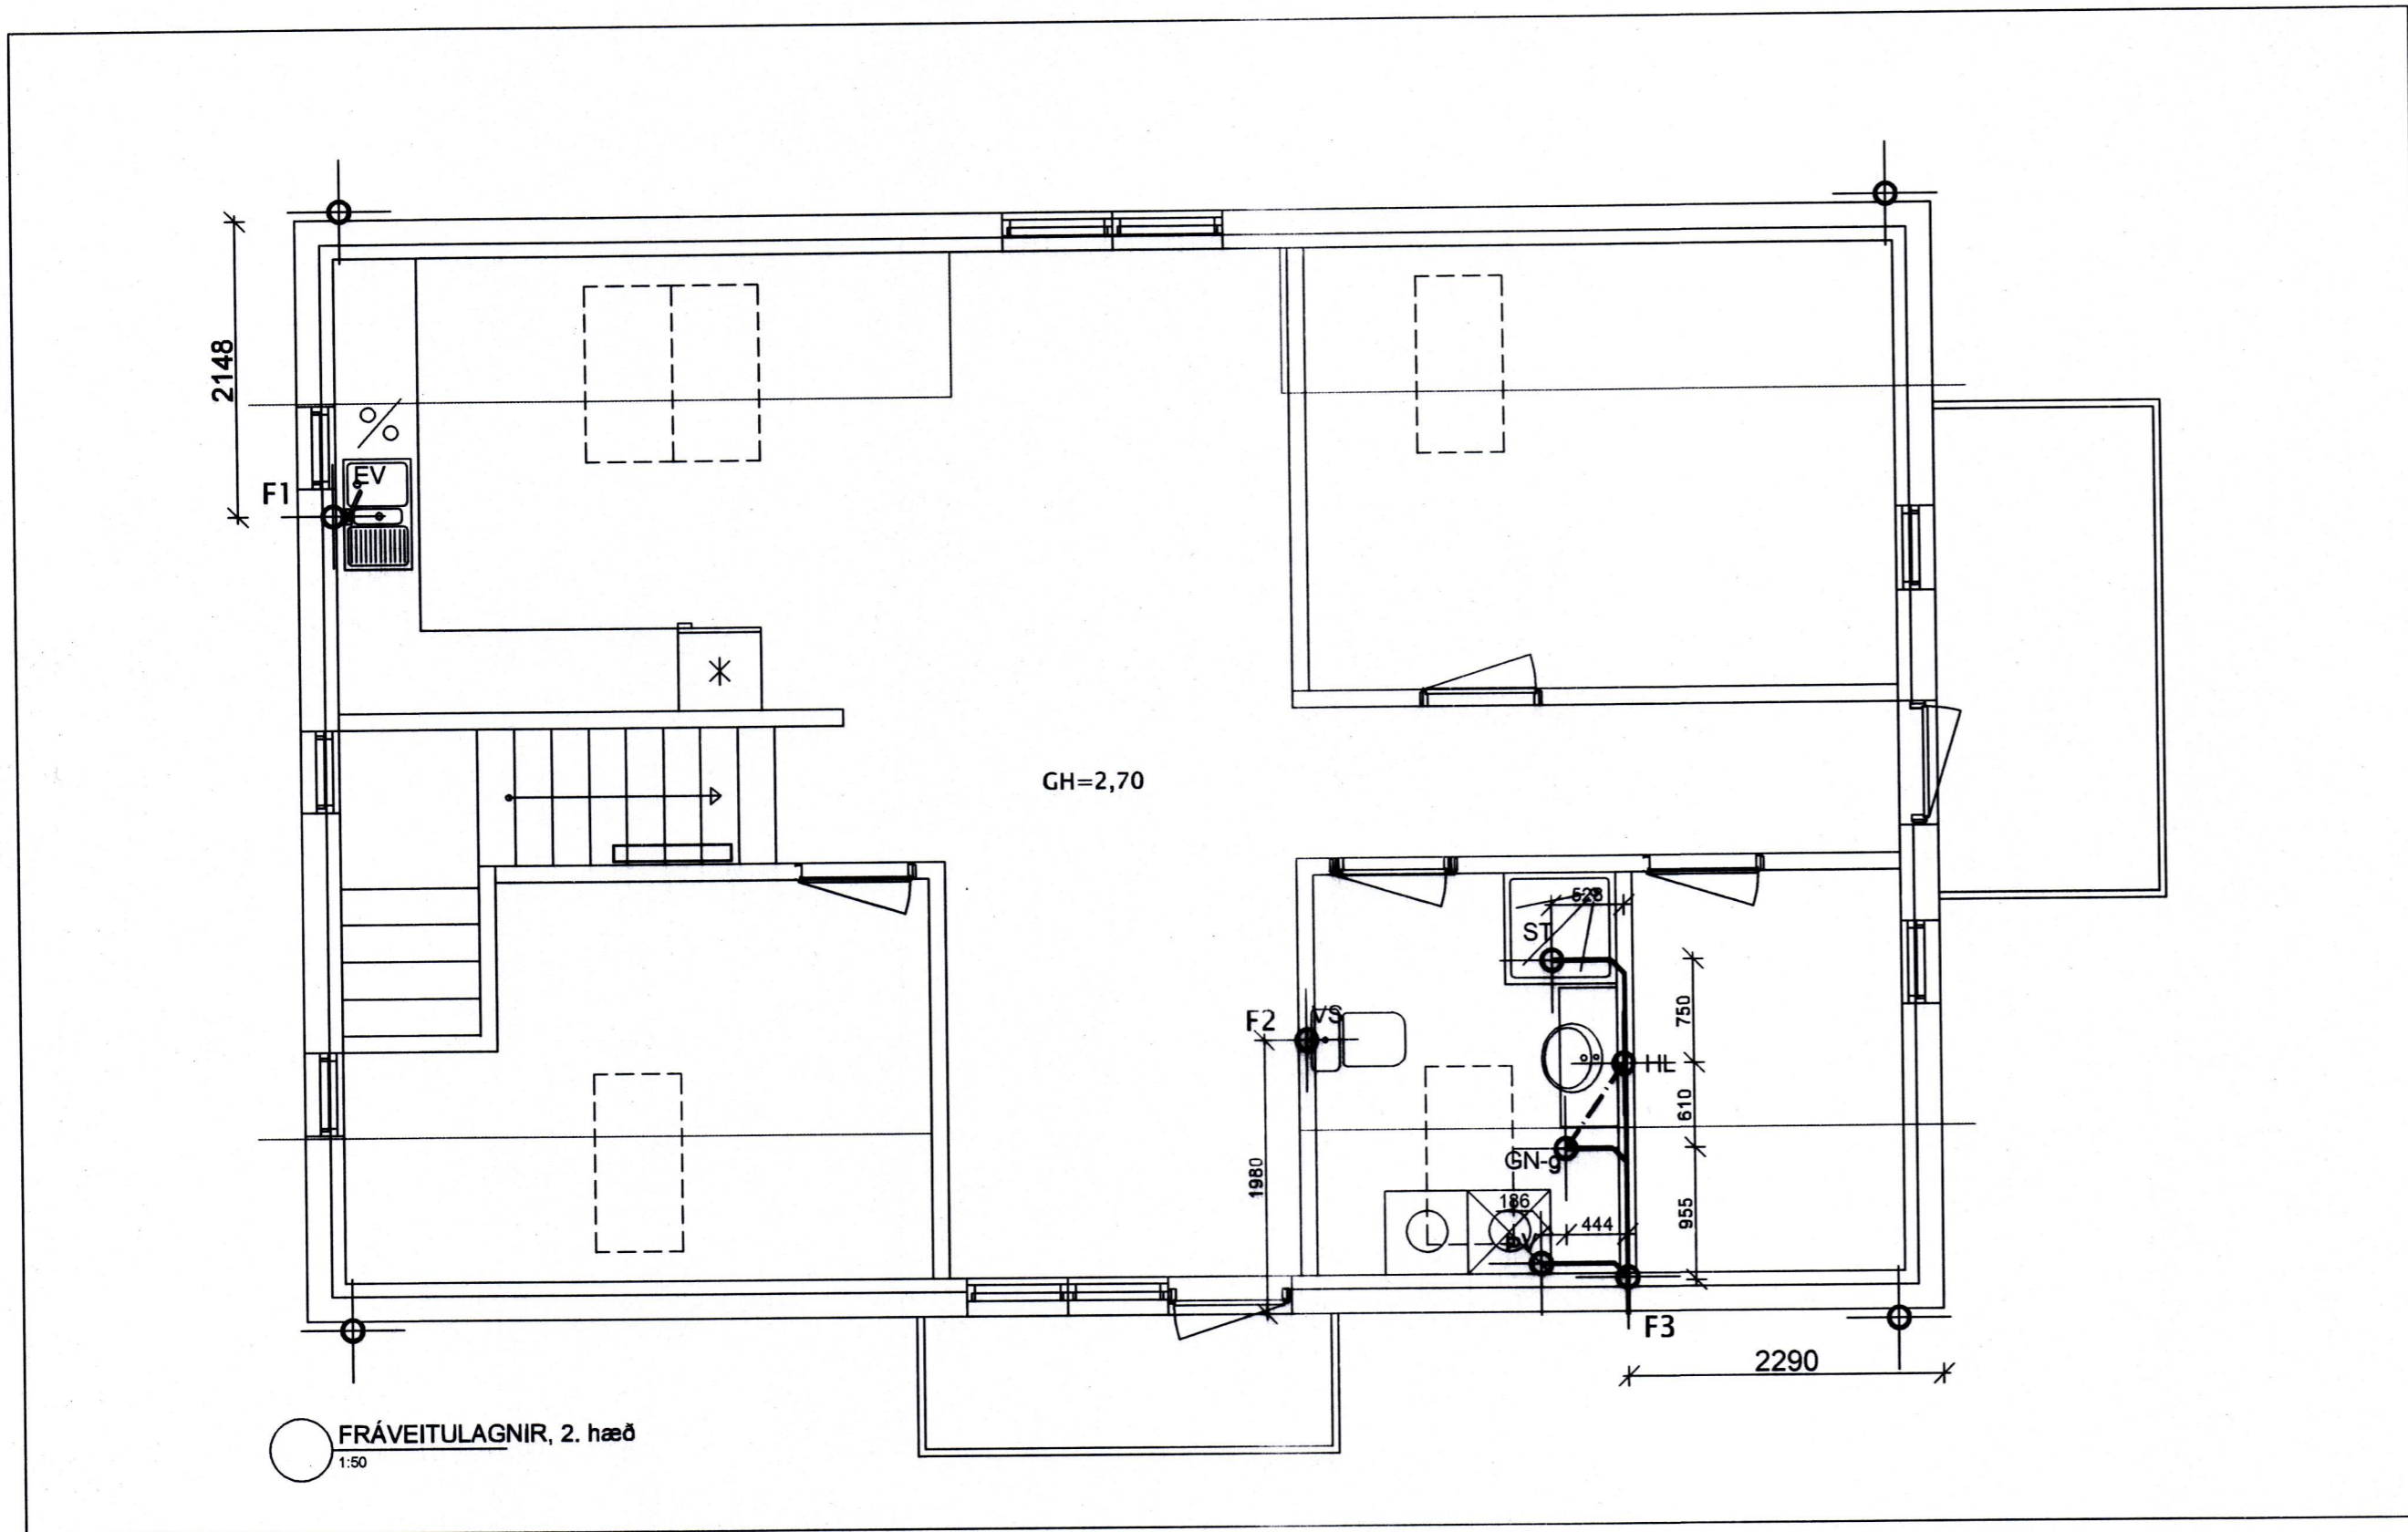 2148
EV
F1
GH=2,70
528
ST
750
F2
VS
HL
610
GN-g
1980
186
444
955
F3
2290
FRÁVEITULAGNIR, 2. hæð
1:50